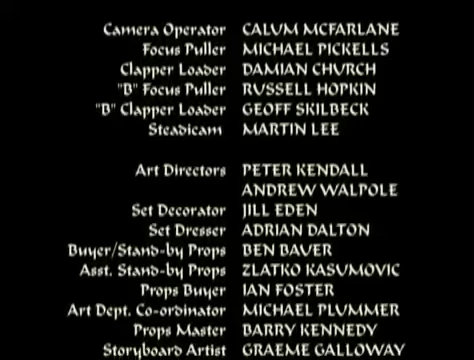 Camera Operator CALUM MCFARLANE
Focus Puller MICHAEL PICKELLS
Clapper Loader DAMIAN CHURCH
"B" Focus Puller RUSSELL HOPKIN
"B" Clapper Loader GEOFF SKILBECK
Steadicam MARTIN LEE
Art Directors PETER KENDALL
ANDREW WALPOLE
Set Decorator JILL EDEN
Set Dresser ADRIAN DALTON
Buyer/Stand-by Props BEN BAUER
Asst. Stand-by Props ZLATKO KASUMOVIC
Props Buyer IAN FOSTER
Art Dept. Co-ordinator MICHAEL PLUMMER
Props Master BARRY KENNEDY
Storyboard Artist GRAEME GALLOWAY